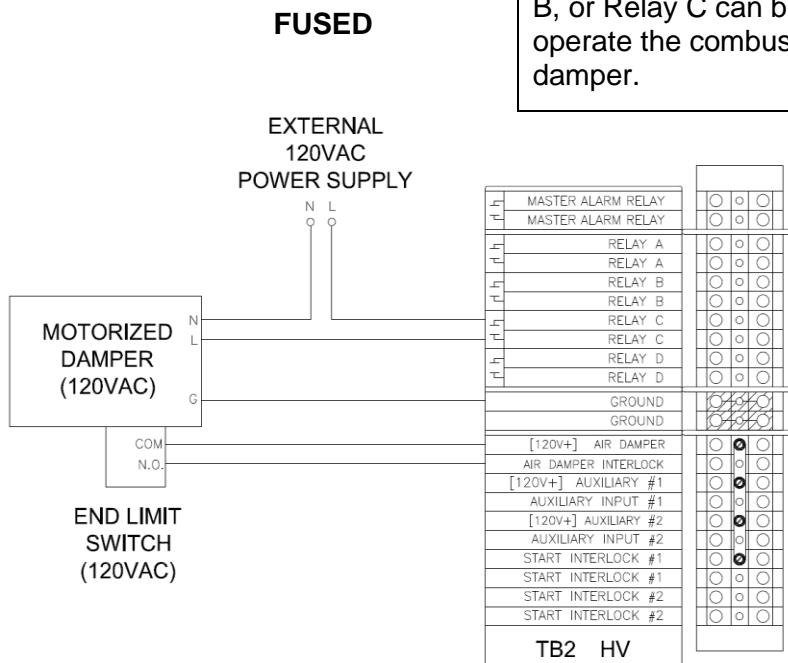 B, or Relay C can b
operate the combus
damper.
FUSED
EXTERNAL
120VAC
POWER SUPPLY
N L
MOTORIZED
DAMPER
(120VAC)
N
L
G
COM
N.O.
END LIMIT
SWITCH
(120VAC)
MASTER ALARM RELAY
MASTER ALARM RELAY
RELAY A
RELAY A
RELAY B
RELAY B
RELAY C
RELAY C
RELAY D
RELAY D
GROUND
GROUND
[120V+] AIR DAMPER
AIR DAMPER INTERLOCK
[120V+] AUXILIARY #1
AUXILIARY INPUT #1
[120V+] AUXILIARY #2
AUXILIARY INPUT #2
START INTERLOCK #1
START INTERLOCK #1
START INTERLOCK #2
START INTERLOCK #2
TB2 HV